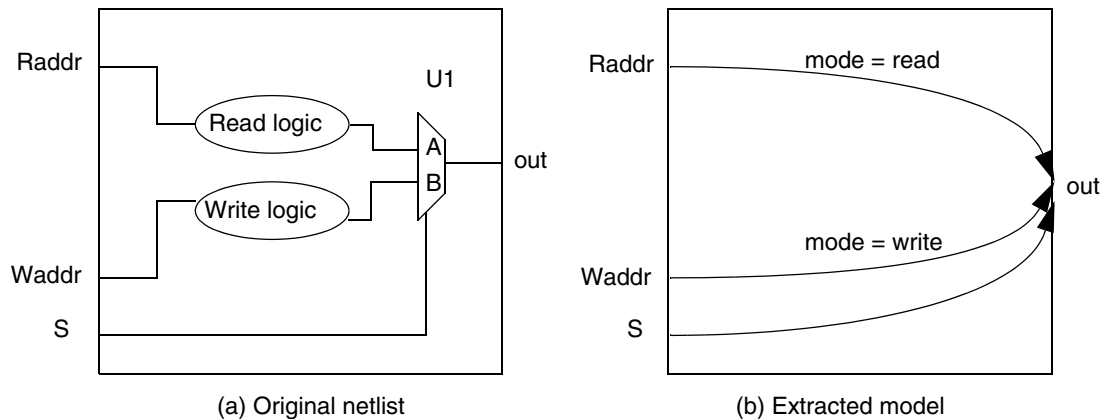 Raddr
U1
Read logic
A
B
out
Write logic
Waddr
S
(a) Original netlist
Raddr
mode = read
out
mode = write
Waddr
S
(b) Extracted model